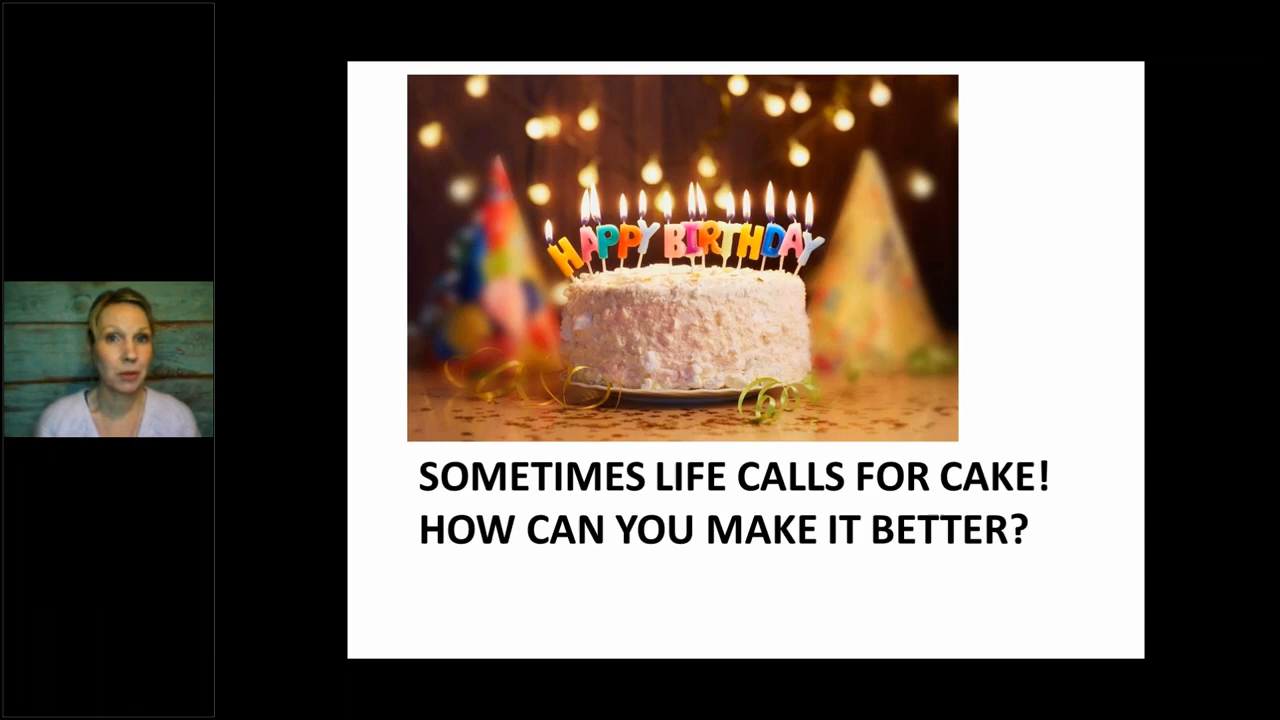 HAPPY BIRTHDAY
SOMETIMES LIFE CALLS FOR CAKE!
HOW CAN YOU MAKE IT BETTER?